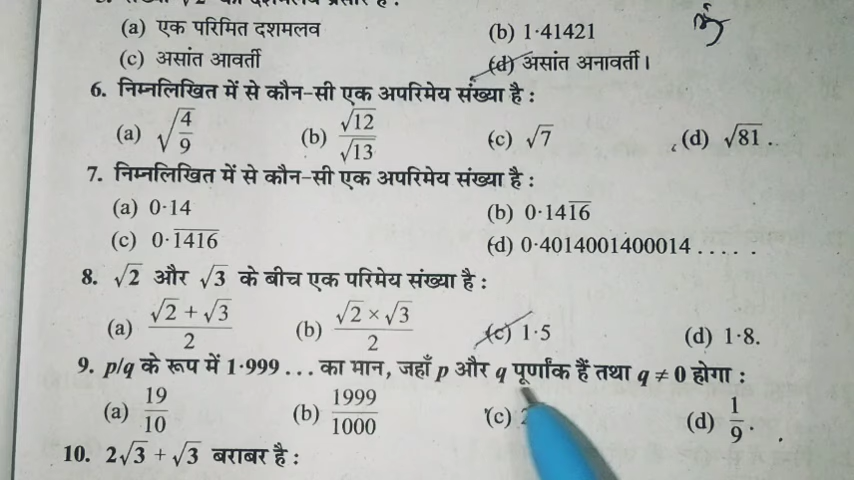 (a) एक परिमित दशमलव (b) 1·41421
(c) असांत आवर्ती (d) असांत अनावर्ती।
6. निम्नलिखित में से कौन-सी एक अपरिमेय संख्या है :
(a) √(4/9) (b) √12/√13 (c) √7 (d) √81 .
7. निम्नलिखित में से कौन-सी एक अपरिमेय संख्या है :
(a) 0·14 (b) 0·141̅6̅
(c) 0·1̅4̅1̅6̅ (d) 0·4014001400014 . . . . .
8. √2 और √3 के बीच एक परिमेय संख्या है :
(a) (√2 + √3)/2 (b) (√2 × √3)/2 (c) 1·5 (d) 1·8.
9. p/q के रूप में 1·999 . . . का मान, जहाँ p और q पूर्णांक हैं तथा q ≠ 0 होगा :
(a) 19/10 (b) 1999/1000 (c) (d) 1/9 .
10. 2√3 + √3 बराबर है :